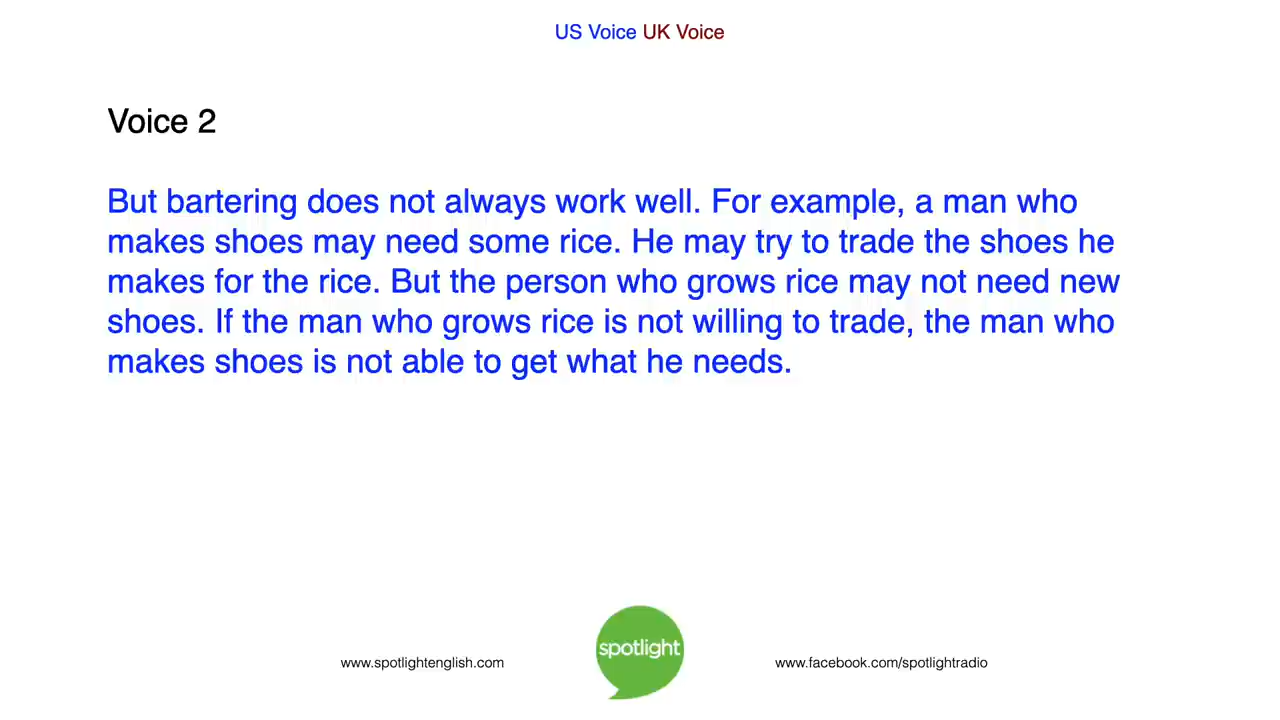 US Voice UK Voice
Voice 2
But bartering does not always work well. For example, a man who
makes shoes may need some rice. He may try to trade the shoes he
makes for the rice. But the person who grows rice may not need new
shoes. If the man who grows rice is not willing to trade, the man who
makes shoes is not able to get what he needs.
spotlight
www.spotlightenglish.com
www.facebook.com/spotlightradio